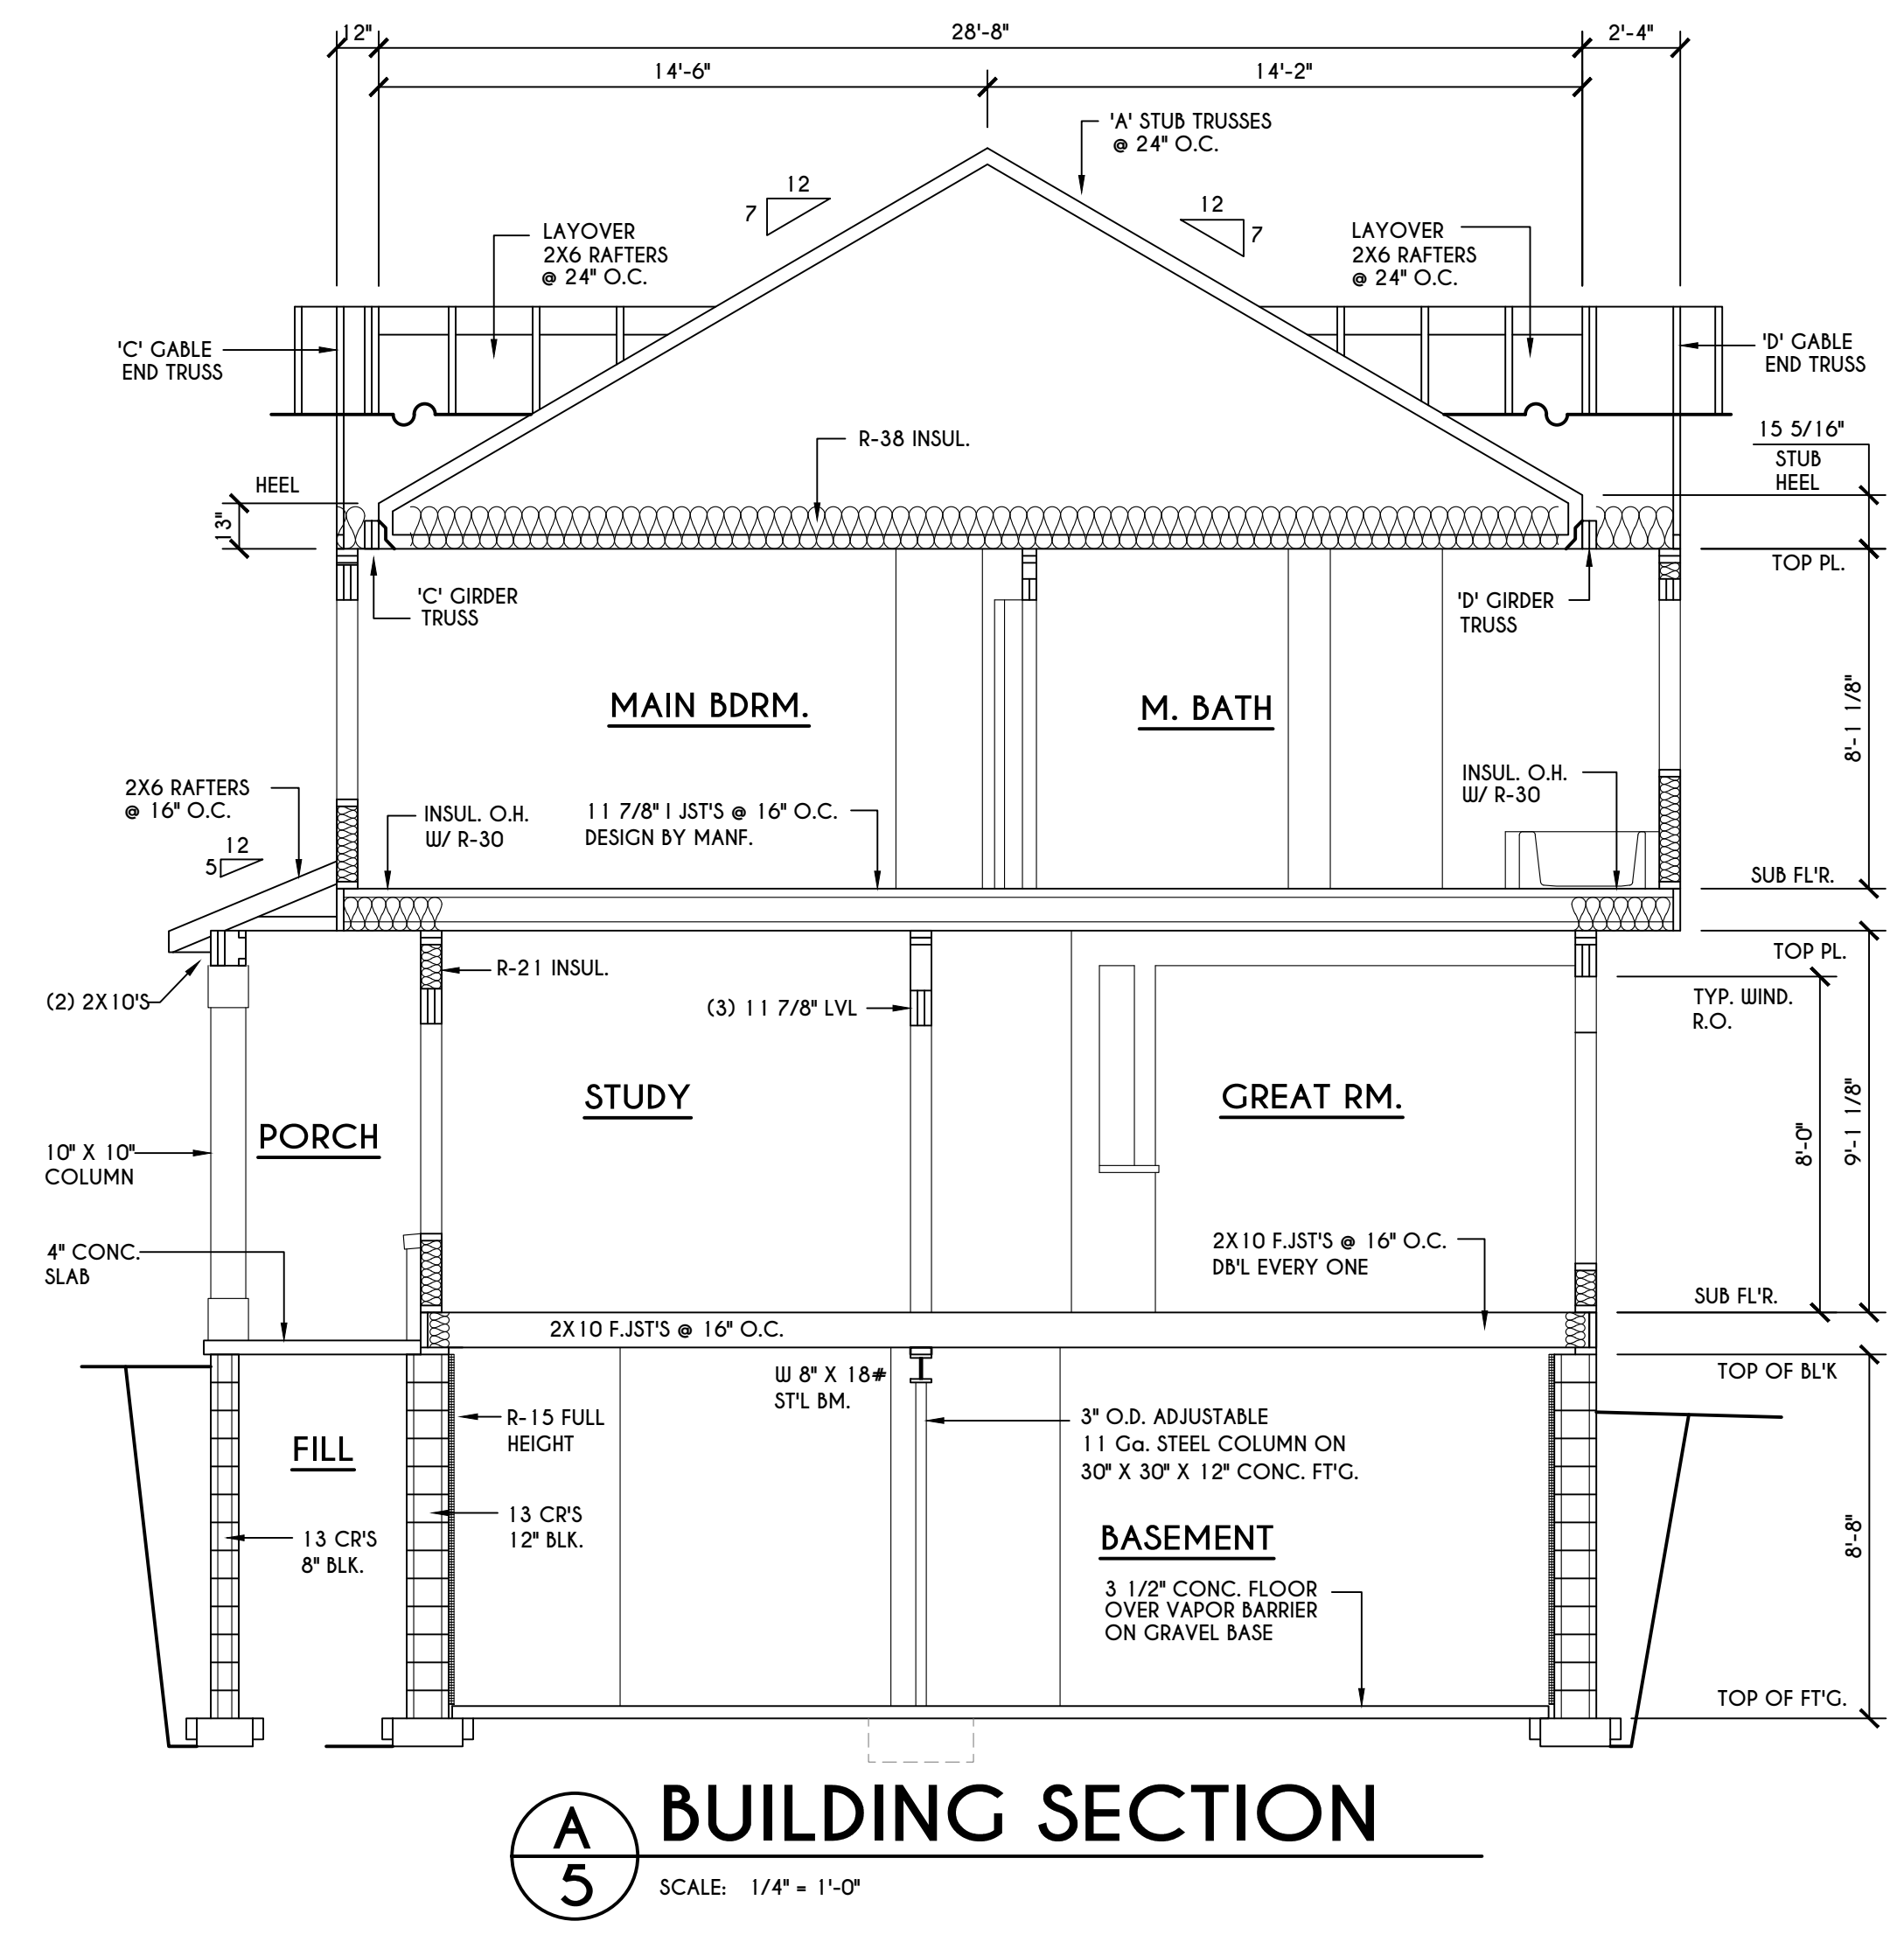 12"
28'-8"
2'-4"
14'-6"
14'-2"
'A' STUB TRUSSES
@ 24" O.C.
12
7
12
7
LAYOVER
2X6 RAFTERS
@ 24" O.C.
LAYOVER
2X6 RAFTERS
@ 24" O.C.
'C' GABLE
END TRUSS
'D' GABLE
END TRUSS
R-38 INSUL.
15 5/16"
STUB
HEEL
HEEL
13"
TOP PL.
'C' GIRDER
TRUSS
'D' GIRDER
TRUSS
MAIN BDRM.
M. BATH
8'-1 1/8"
2X6 RAFTERS
@ 16" O.C.
12
5
INSUL. O.H.
W/ R-30
11 7/8" I JST'S @ 16" O.C.
DESIGN BY MANF.
INSUL. O.H.
W/ R-30
SUB FL'R.
TOP PL.
R-21 INSUL.
(2) 2X10'S
(3) 11 7/8" LVL
TYP. WIND.
R.O.
STUDY
GREAT RM.
PORCH
10" X 10"
COLUMN
8'-0"
9'-1 1/8"
4" CONC.
SLAB
2X10 F.JST'S @ 16" O.C.
DB'L EVERY ONE
SUB FL'R.
2X10 F.JST'S @ 16" O.C.
W 8" X 18#
ST'L BM.
TOP OF BL'K
R-15 FULL
HEIGHT
3" O.D. ADJUSTABLE
11 Ga. STEEL COLUMN ON
30" X 30" X 12" CONC. FT'G.
FILL
13 CR'S
12" BLK.
13 CR'S
8" BLK.
BASEMENT
8'-8"
3 1/2" CONC. FLOOR
OVER VAPOR BARRIER
ON GRAVEL BASE
TOP OF FT'G.
A
5
BUILDING SECTION
SCALE: 1/4" = 1'-0"